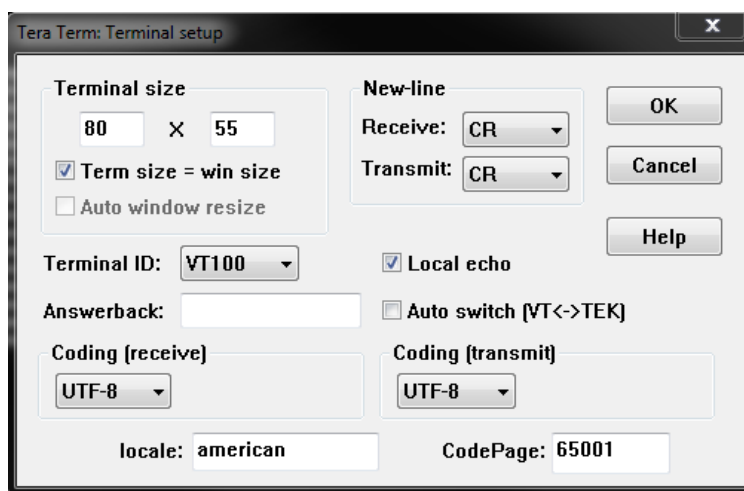 Tera Term: Terminal setup
x
Terminal size
80 X 55
Term size = win size
Auto window resize
New-line
Receive: CR
Transmit: CR
OK
Cancel
Help
Terminal ID: VT100
Local echo
Answerback:
Auto switch (VT<->TEK)
Coding (receive)
UTF-8
Coding (transmit)
UTF-8
locale: american
CodePage: 65001